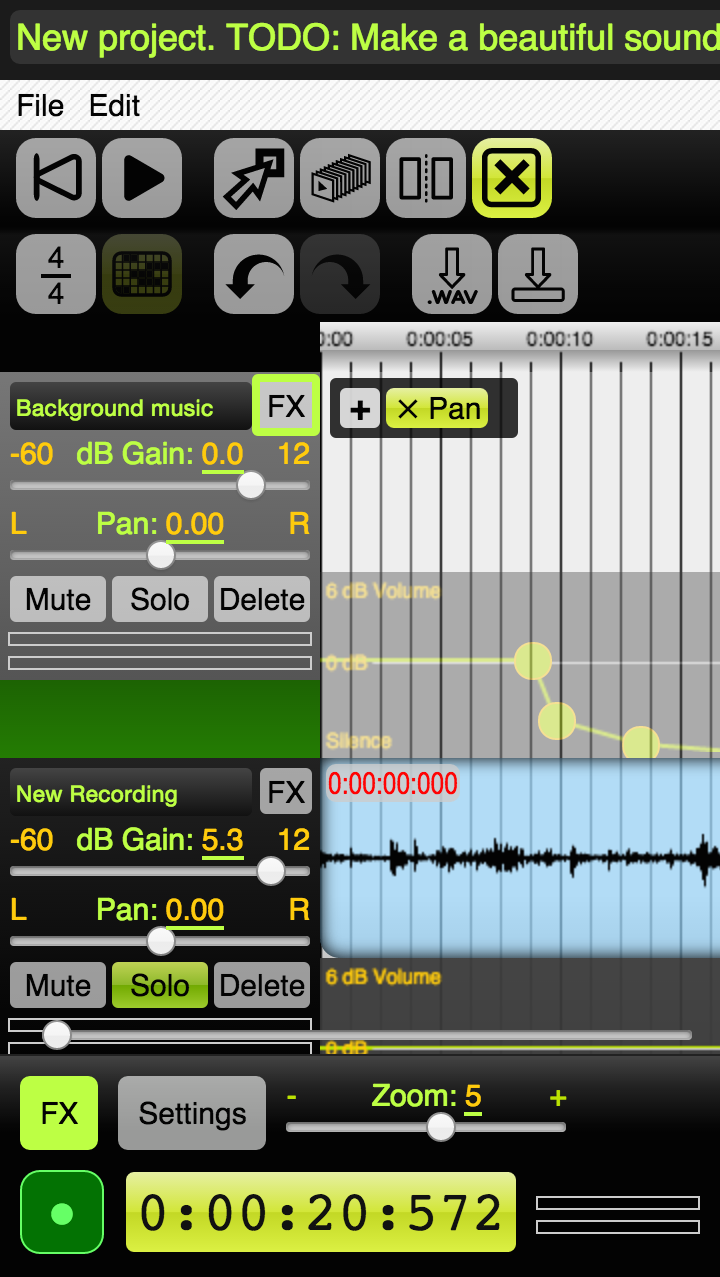 New project. TODO: Make a beautiful sound
File Edit
4
4
.WAV
0:00 0:00:05 0:00:10 0:00:15
Background music FX
+ × Pan
-60 dB Gain: 0.0 12
L Pan: 0.00 R
Mute Solo Delete
6 dB Volume
0 dB
Silence
New Recording FX
0:00:00:000
-60 dB Gain: 5.3 12
L Pan: 0.00 R
Mute Solo Delete
6 dB Volume
0 dB
FX Settings - Zoom: 5 +
0:00:20:572